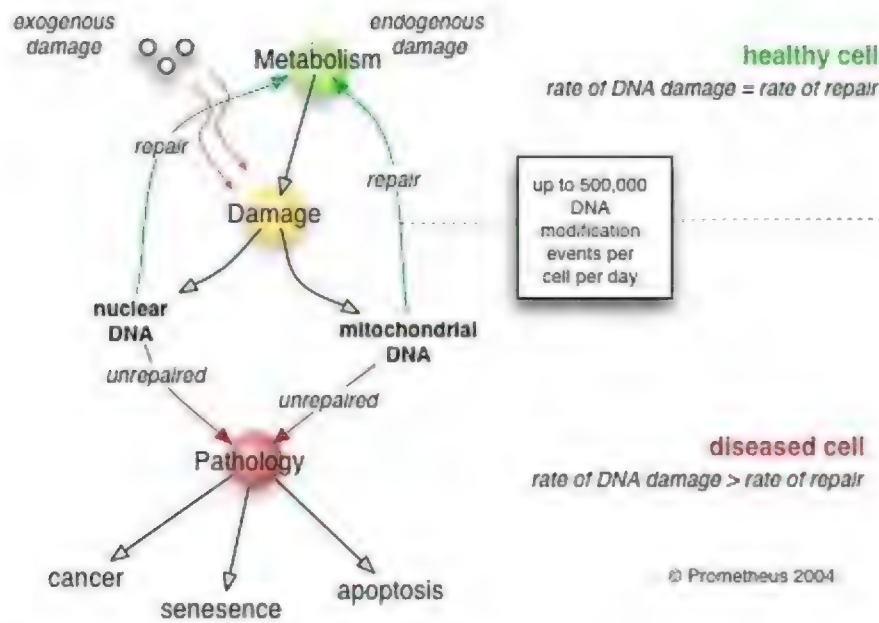 exogenous
damage
endogenous
damage
Metabolism
healthy cell
rate of DNA damage = rate of repair
repair
repair
up to 500,000
DNA
modification
events per
cell per day
Damage
nuclear
DNA
mitochondrial
DNA
unrepaired
unrepaired
Pathology
diseased cell
rate of DNA damage > rate of repair
cancer
senesence
apoptosis
© Prometheus 2004